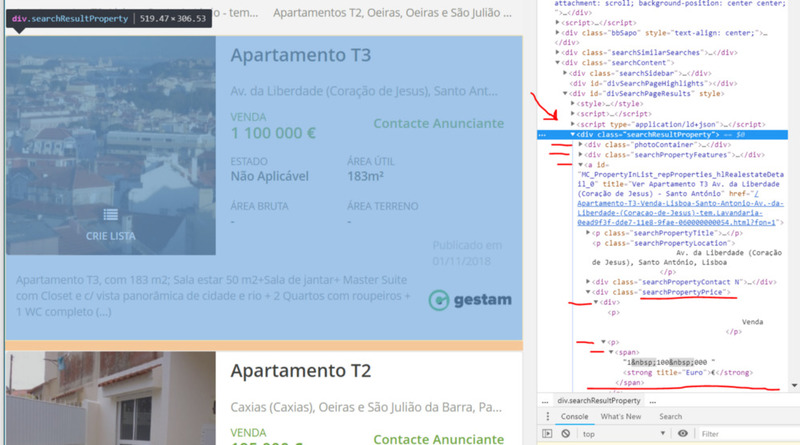 o - tem...
Apartamentos T2, Oeiras, Oeiras e São Julião ...
div.searchResultProperty | 519.47 × 306.53
Apartamento T3
Av. da Liberdade (Coração de Jesus), Santo Ant...
VENDA
1 100 000 €
Contacte Anunciante
ESTADO
ÁREA ÚTIL
Não Aplicável
183m²
ÁREA BRUTA
ÁREA TERRENO
-
-
CRIE LISTA
Publicado em
01/11/2018
Apartamento T3, com 183 m2; Sala estar 50 m2+Sala de jantar+ Master Suite
com Closet e c/ vista panorâmica de cidade e rio + 2 Quartos com roupeiros +
1 WC completo (...)
gestam
Apartamento T2
Caxias (Caxias), Oeiras e São Julião da Barra, Pa...
VENDA
Contacte Anunciante
attachment: scroll; background-position: center center;
">…</div>
▶<script>…</script>
▶<div class="bbSapo" style="text-align: center;">
…</div>
▶<div class="searchSimilarSearches">…</div>
▼<div class="searchContent">
▶<div class="searchSidebar">…</div>
<div id="divSearchPageHighlights">
▼<div id="divSearchPageResults" style>
▶<style>…</style>
▶<script>…</script>
▶<script type="application/ld+json">…</script>
… ▼<div class="searchResultProperty"> == $0
▶<div class="photoContainer">…</div>
▶<div class="searchPropertyFeatures">…</div>
▼<a id=
"MC_PropertyInList_repProperties_hlRealestateDet
il_0" title="Ver Apartamento T3 Av. da Liberdade
(Coração de Jesus) - Santo António" href="/
Apartamento-T3-Venda-Lisboa-Santo-Antonio-Av.-da-
Liberdade-(Coracao-de-Jesus)-tem.Lavandaria-
0ead9f3f-dde7-11e8-9fae-060000000054.html?fon=1">
▶<p class="searchPropertyTitle">…</p>
<p class="searchPropertyLocation">
Av. da Liberdade (Coração
de Jesus), Santo António, Lisboa
</p>
▶<div class="searchPropertyContact N">…</div>
▼<div class="searchPropertyPrice">
▼<div>
<p>
Venda
</p>
▼<p>
▼<span>
"1&nbsp;100&nbsp;000 "
<strong title="Euro">€</strong>
</span>
... div.searchResultProperty ...
Console What's New Search
top Filter